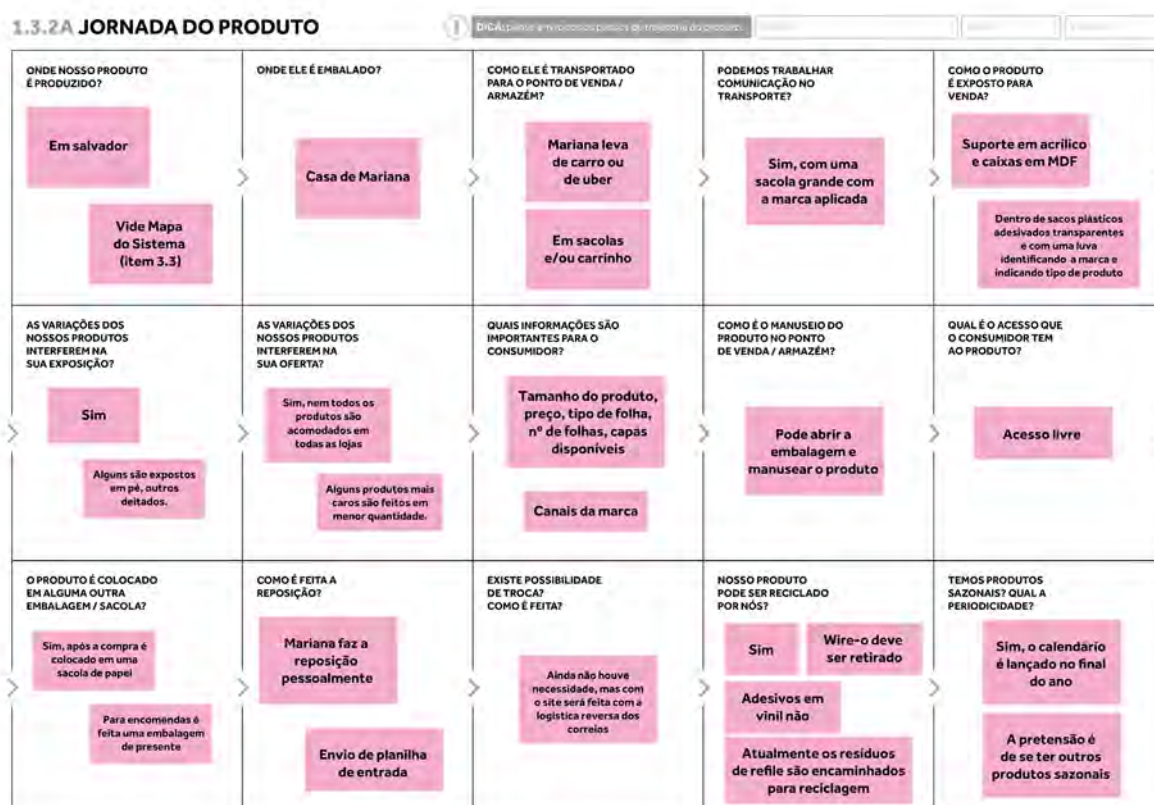 1.3.2A JORNADA DO PRODUTO
DICA:
ONDE NOSSO PRODUTO
É PRODUZIDO?
Em salvador
Vide Mapa
do Sistema
(item 3.3)
ONDE ELE É EMBALADO?
Casa de Mariana
COMO ELE É TRANSPORTADO
PARA O PONTO DE VENDA /
ARMAZÉM?
Mariana leva
de carro ou
de uber
Em sacolas
e/ou carrinho
PODEMOS TRABALHAR
COMUNICAÇÃO NO
TRANSPORTE?
Sim, com uma
sacola grande com
a marca aplicada
COMO O PRODUTO
É EXPOSTO PARA
VENDA?
Suporte em acrílico
e caixas em MDF
Dentro de sacos plásticos
adesivados transparentes
e com uma luva
identificando a marca e
indicando tipo de produto
AS VARIAÇÕES DOS
NOSSOS PRODUTOS
INTERFEREM NA
SUA EXPOSIÇÃO?
Sim
Alguns são expostos
em pé, outros
deitados.
AS VARIAÇÕES DOS
NOSSOS PRODUTOS
INTERFEREM NA
SUA OFERTA?
Sim, nem todos os
produtos são
acomodados em
todas as lojas
Alguns produtos mais
caros são feitos em
menor quantidade.
QUAIS INFORMAÇÕES SÃO
IMPORTANTES PARA O
CONSUMIDOR?
Tamanho do produto,
preço, tipo de folha,
nº de folhas, capas
disponíveis
Canais da marca
COMO É O MANUSEIO DO
PRODUTO NO PONTO
DE VENDA / ARMAZÉM?
Pode abrir a
embalagem e
manusear o produto
QUAL É O ACESSO QUE
O CONSUMIDOR TEM
AO PRODUTO?
Acesso livre
O PRODUTO É COLOCADO
EM ALGUMA OUTRA
EMBALAGEM / SACOLA?
Sim, após a compra é
colocado em uma
sacola de papel
Para encomendas é
feita uma embalagem
de presente
COMO É FEITA A
REPOSIÇÃO?
Mariana faz a
reposição
pessoalmente
Envio de planilha
de entrada
EXISTE POSSIBILIDADE
DE TROCA?
COMO É FEITA?
Ainda não houve
necessidade, mas com
o site será feita com a
logística reversa dos
correios
NOSSO PRODUTO
PODE SER RECICLADO
POR NÓS?
Sim
Wire-o deve
ser retirado
Adesivos em
vinil não
Atualmente os resíduos
de refile são encaminhados
para reciclagem
TEMOS PRODUTOS
SAZONAIS? QUAL A
PERIODICIDADE?
Sim, o calendário
é lançado no final
do ano
A pretensão é
de se ter outros
produtos sazonais